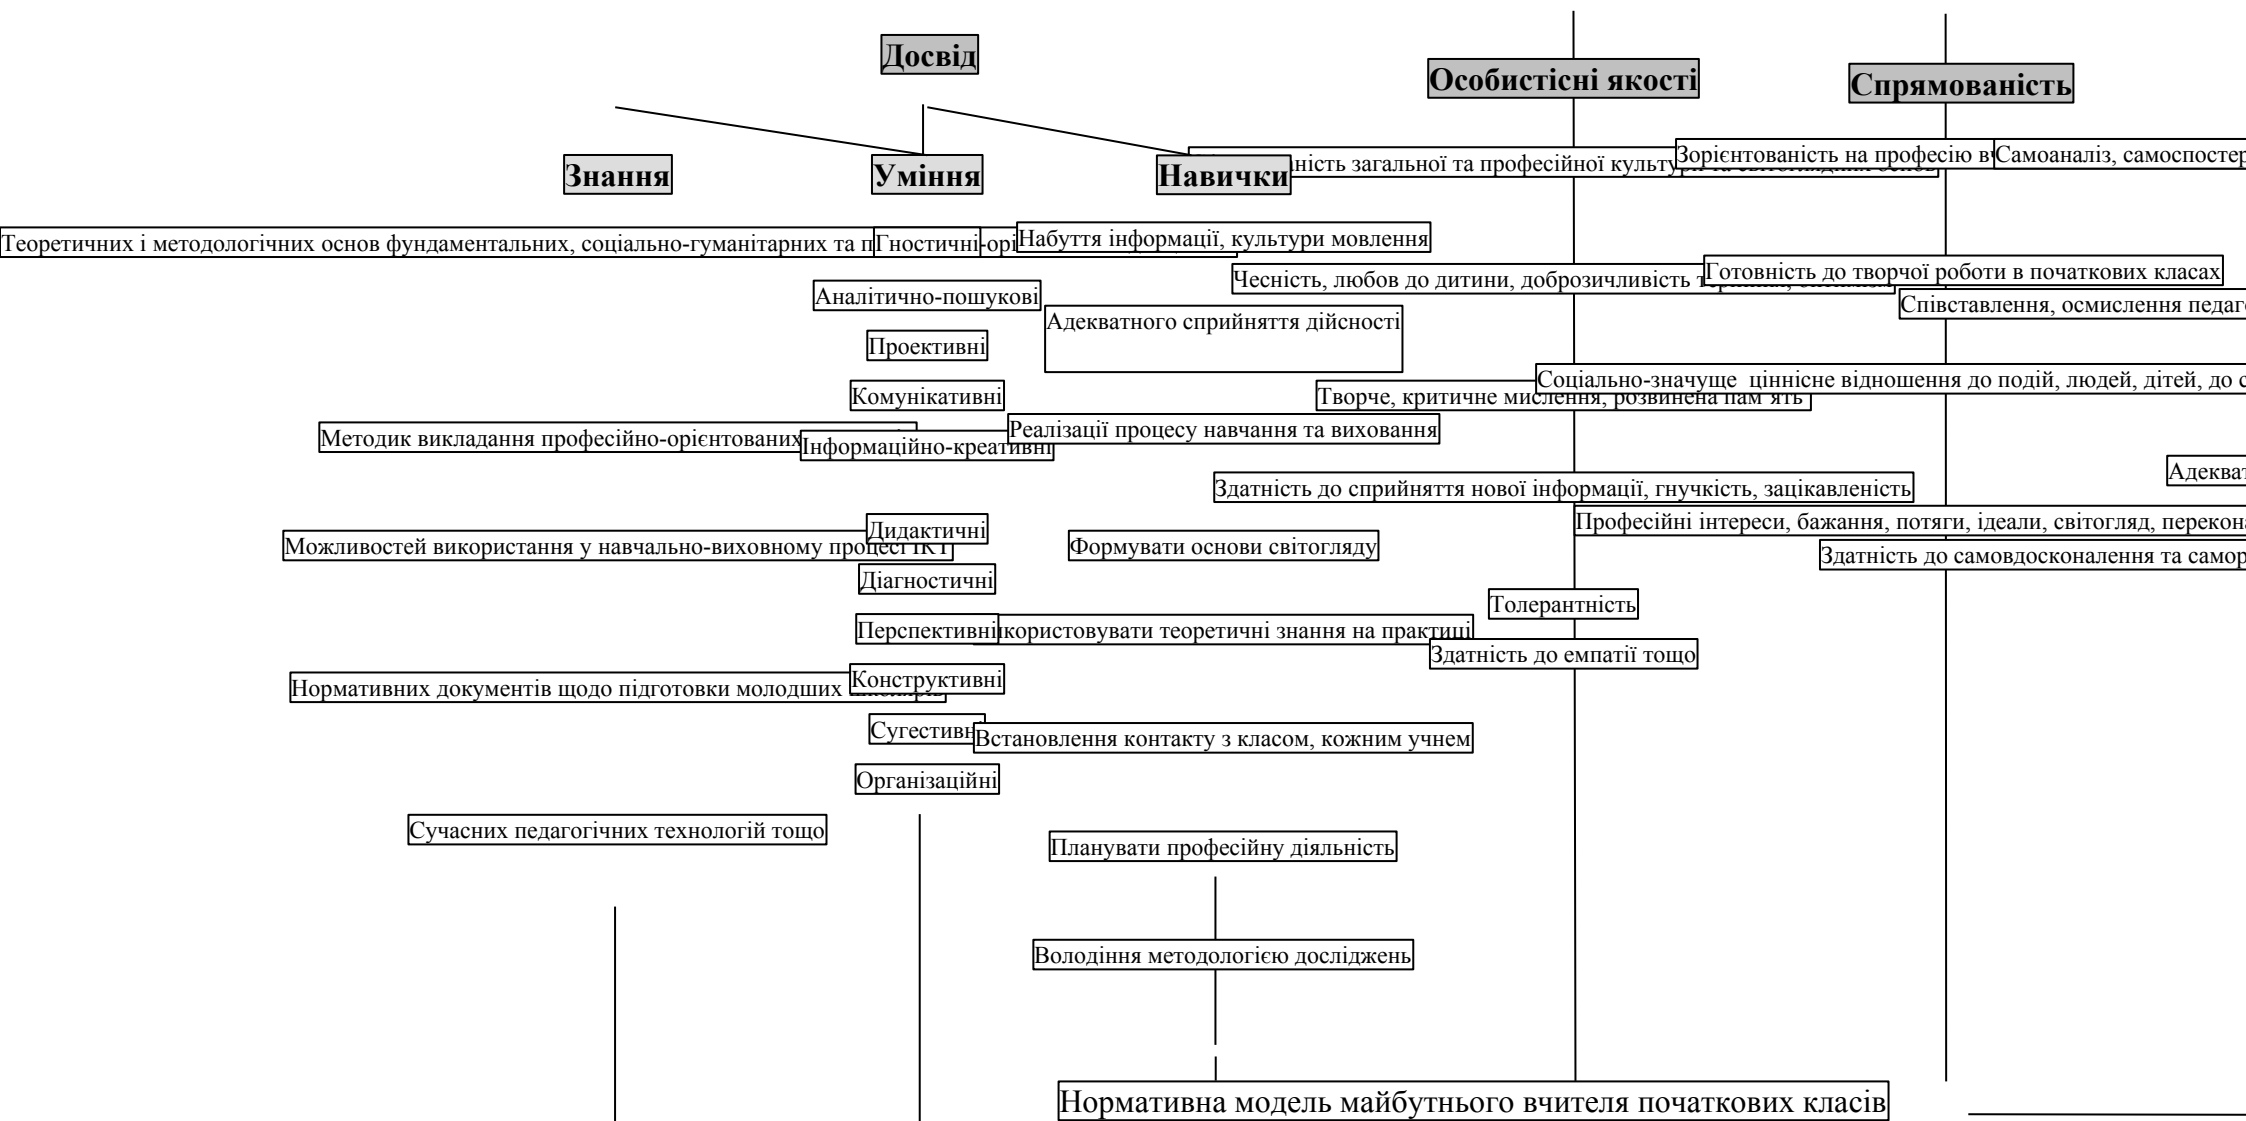 Досвід
Особистісні якості
Спрямованість
Знання
Уміння
Навички
загальної та професійної
Зорієнтованість на професію
Самоаналіз,
Теоретичних і методологічних основ фундаментальних, соціально-гуманітарних та
Гностичні
Набуття інформації, культури мовлення
Чесність, любов до дитини, доброзичливість
Готовність до творчої роботи в початкових класах
Аналітично-пошукові
Співставлення, осмислення
Адекватного сприйняття дійсності
Проективні
Соціально-значуще ціннісне відношення до подій, людей, дітей, до
Комунікативні
Творче, критичне мислення, розвинена пам`ять
Реалізації процесу навчання та виховання
Методик викладання професійно-орієнтованих
Інформаційно-креативні
Здатність до сприйняття нової інформації, гнучкість, зацікавленість
Професійні інтереси, бажання, потяги, ідеали, світогляд,
Дидактичні
Можливостей використання у навчально-виховному процесі ІКТ
Формувати основи світогляду
Здатність до самовдосконалення та
Діагностичні
Толерантність
Перспективні
теоретичні знання на практиці
Здатність до емпатії тощо
Конструктивні
Нормативних документів щодо підготовки молодших
Сугестивні
Встановлення контакту з класом, кожним учнем
Організаційні
Сучасних педагогічних технологій тощо
Планувати професійну діяльність
Володіння методологією досліджень
Нормативна модель майбутнього вчителя початкових класів